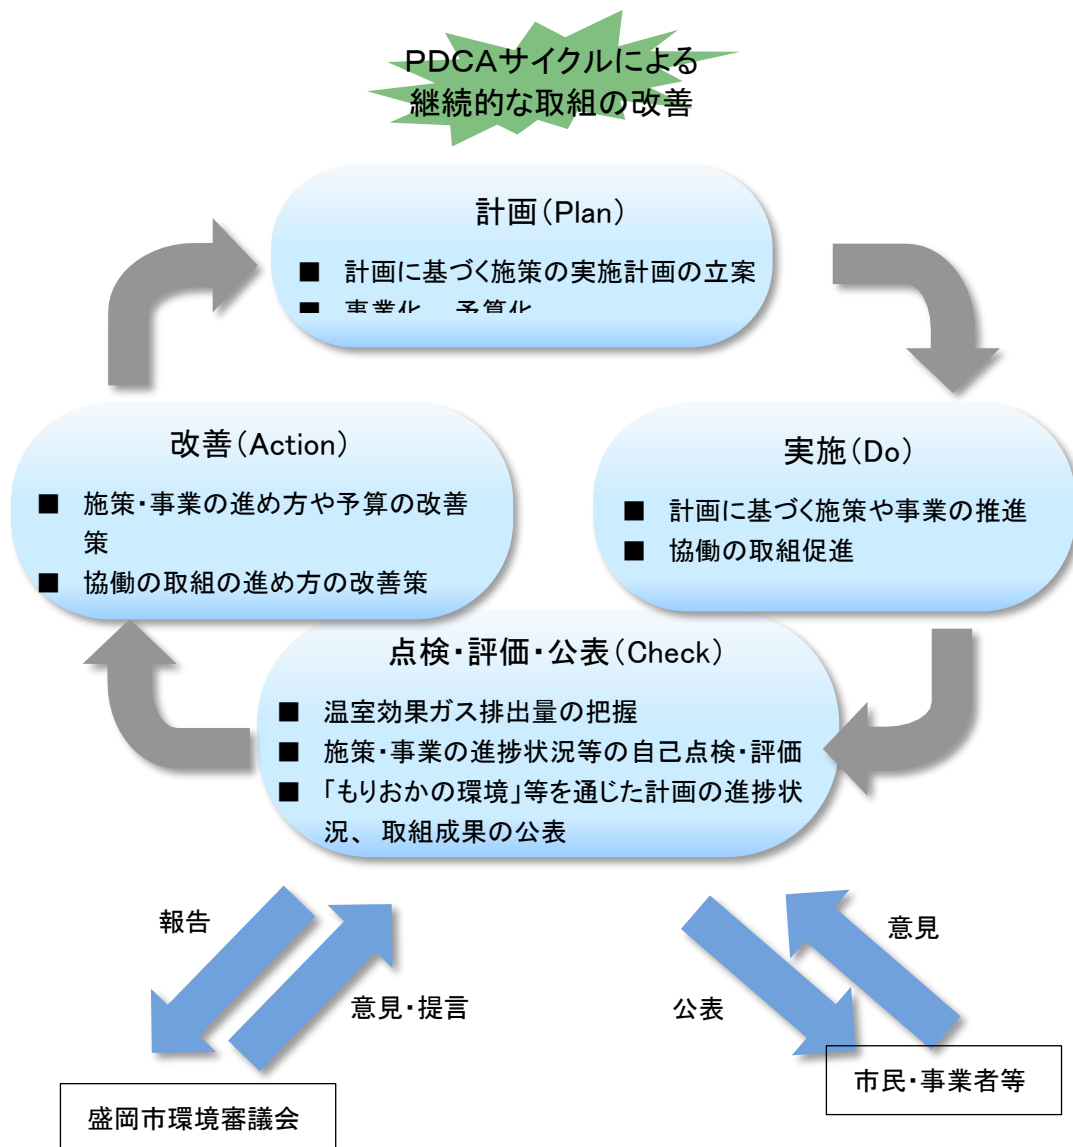 PDCAサイクルによる
継続的な取組の改善
計画(Plan)
■ 計画に基づく施策の実施計画の立案
■ 事業化、 予算化
改善(Action)
■ 施策・事業の進め方や予算の改善
策
■ 協働の取組の進め方の改善策
実施(Do)
■ 計画に基づく施策や事業の推進
■ 協働の取組促進
点検・評価・公表(Check)
■ 温室効果ガス排出量の把握
■ 施策・事業の進捗状況等の自己点検・評価
■ 「もりおかの環境」等を通じた計画の進捗状
況、 取組成果の公表
報告
意見・提言
公表
意見
盛岡市環境審議会
市民・事業者等